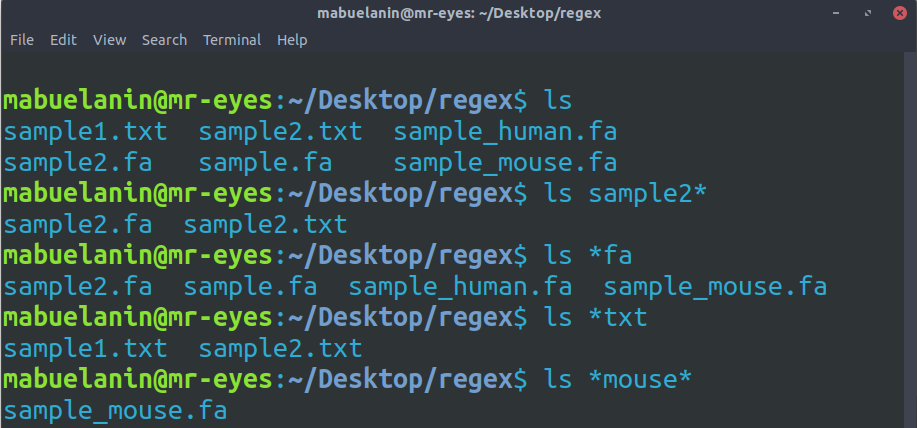 mabuelanin@mr-eyes: ~/Desktop/regex
File Edit View Search Terminal Help
mabuelanin@mr-eyes:~/Desktop/regex$ ls
sample1.txt  sample2.txt  sample_human.fa
sample2.fa   sample.fa    sample_mouse.fa
mabuelanin@mr-eyes:~/Desktop/regex$ ls sample2*
sample2.fa  sample2.txt
mabuelanin@mr-eyes:~/Desktop/regex$ ls *fa
sample2.fa  sample.fa  sample_human.fa  sample_mouse.fa
mabuelanin@mr-eyes:~/Desktop/regex$ ls *txt
sample1.txt  sample2.txt
mabuelanin@mr-eyes:~/Desktop/regex$ ls *mouse*
sample_mouse.fa